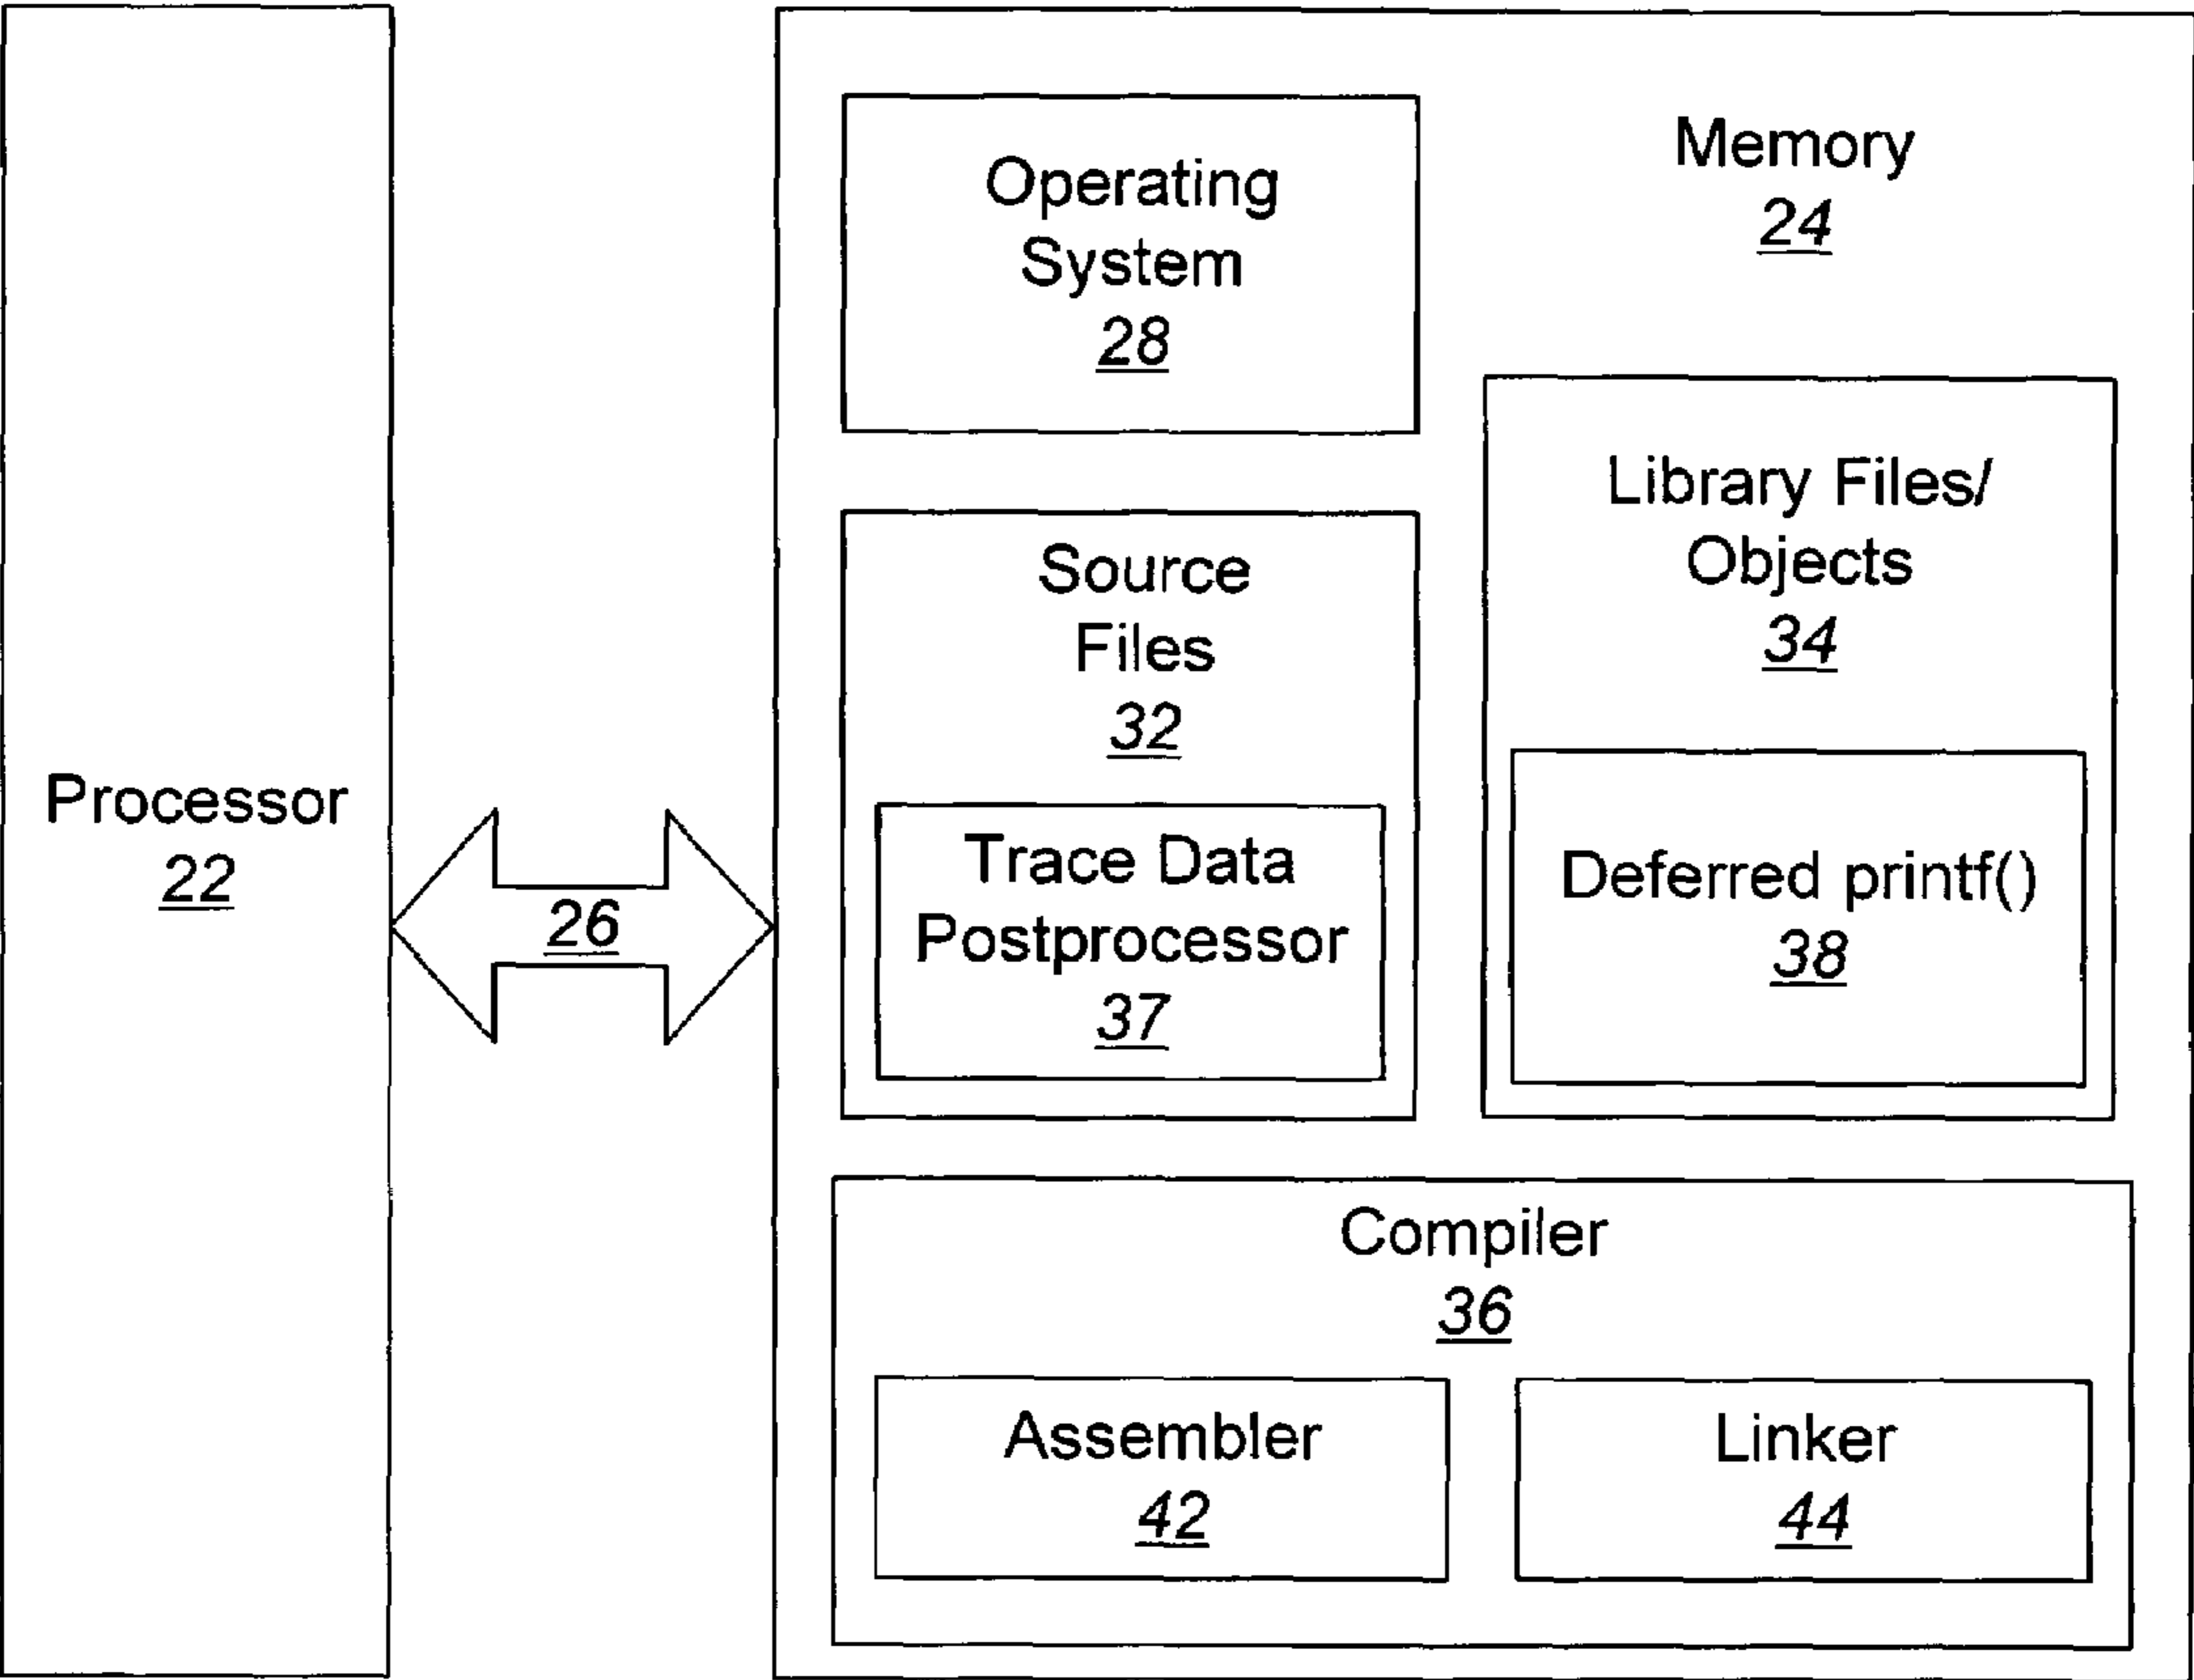 Processor
22
26
Memory
24
Operating
System
28
Source
Files
32
Trace Data
Postprocessor
37
Library Files/
Objects
34
Deferred printf()
38
Compiler
36
Assembler
42
Linker
44